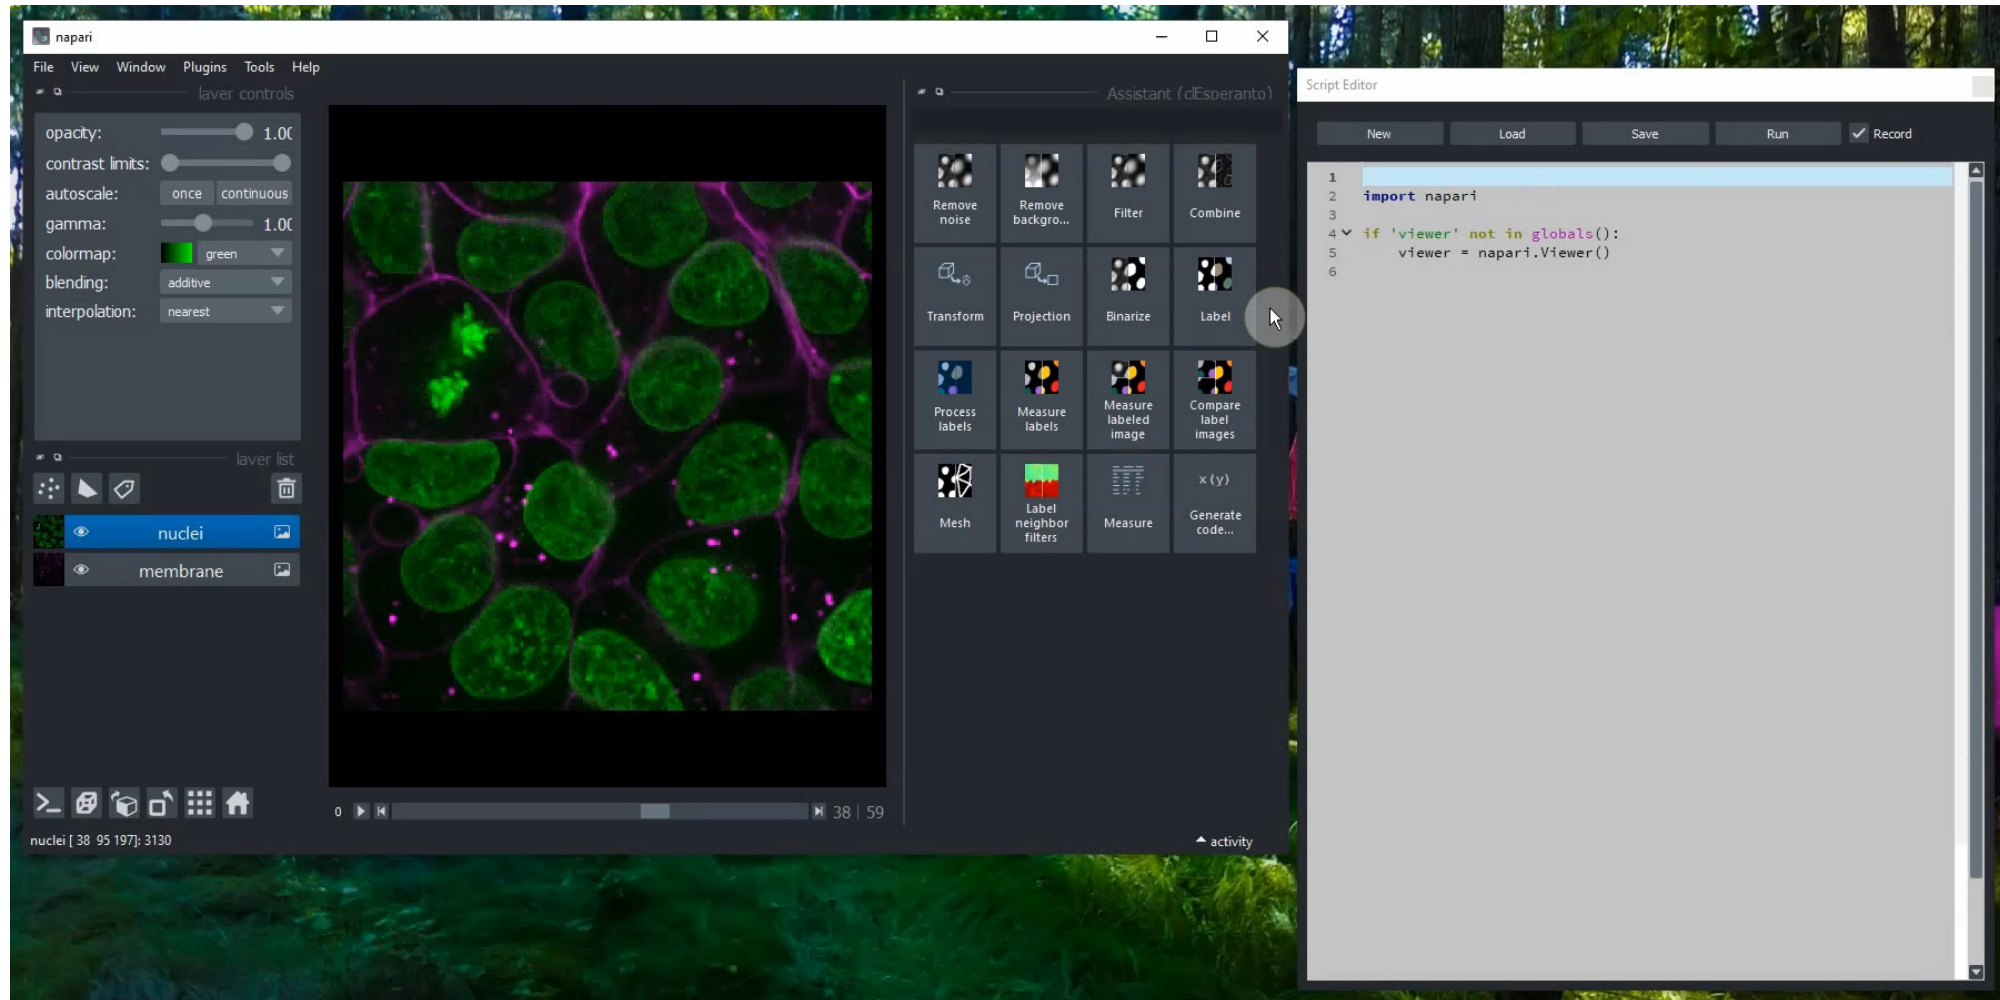 napari
File View Window Plugins Tools Help
layer controls
opacity: 1.00
contrast limits:
autoscale: once continuous
gamma: 1.00
colormap: green
blending: additive
interpolation: nearest
layer list
nuclei
membrane
0 38 | 59
nuclei [ 38 95 197]: 3130
Assistant (clEsperanto)
Remove noise
Remove backgro...
Filter
Combine
Transform
Projection
Binarize
Label
Process labels
Measure labels
Measure labeled image
Compare label images
Mesh
Label neighbor filters
Measure
x(y)
Generate code...
activity
Script Editor
New Load Save Run Record
1
2 import napari
3
4 if 'viewer' not in globals():
5 viewer = napari.Viewer()
6